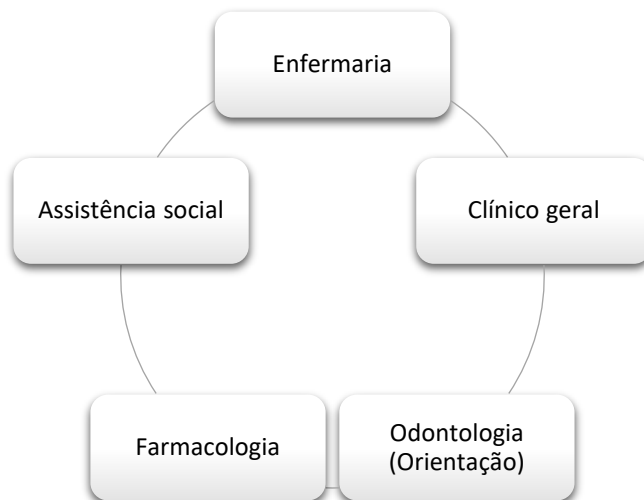 Enfermaria
Assistência social
Clínico geral
Farmacologia
Odontologia
(Orientação)